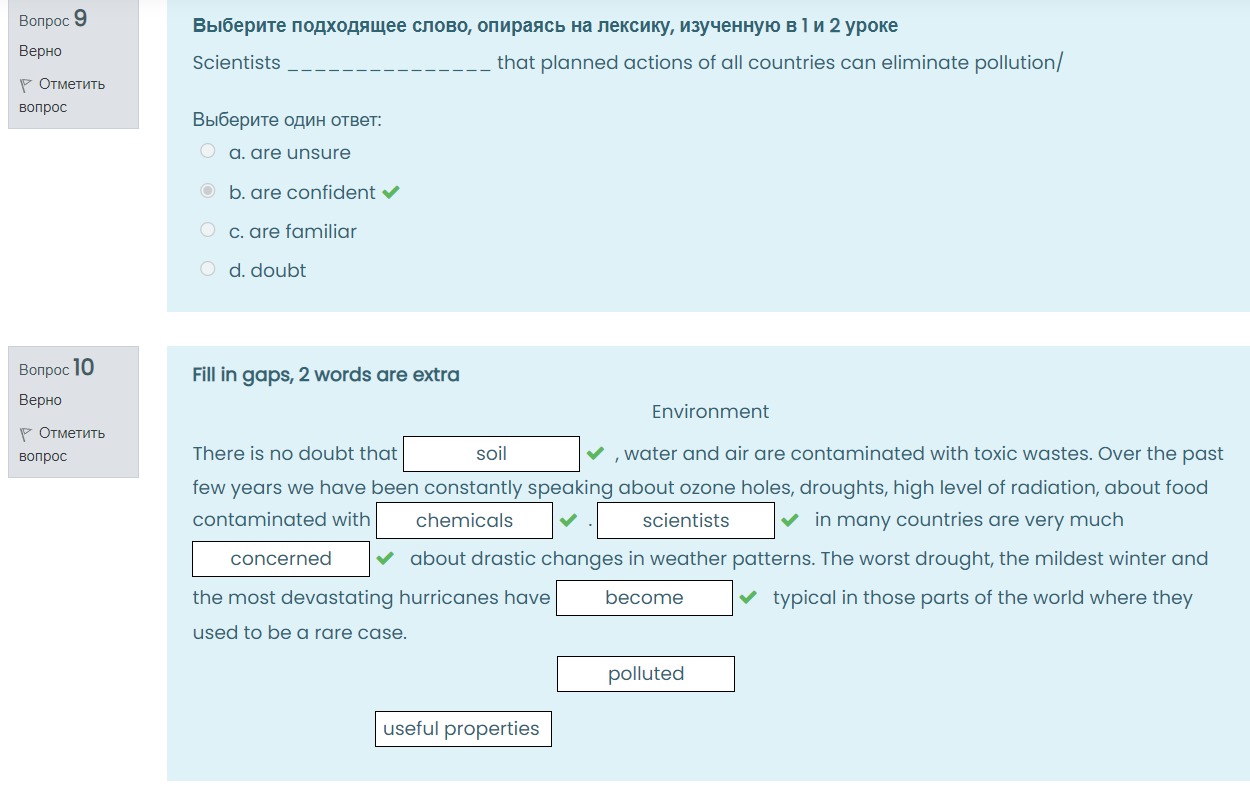 Вопрос 9
Верно
Отметить
вопрос
Выберите подходящее слово, опираясь на лексику, изученную в 1 и 2 уроке
Scientists _______________ that planned actions of all countries can eliminate pollution/
Выберите один ответ:
a. are unsure
b. are confident
c. are familiar
d. doubt
Вопрос 10
Верно
Отметить
вопрос
Fill in gaps, 2 words are extra
Environment
There is no doubt that soil , water and air are contaminated with toxic wastes. Over the past
few years we have been constantly speaking about ozone holes, droughts, high level of radiation, about food
contaminated with chemicals . scientists in many countries are very much
concerned about drastic changes in weather patterns. The worst drought, the mildest winter and
the most devastating hurricanes have become typical in those parts of the world where they
used to be a rare case.
polluted
useful properties